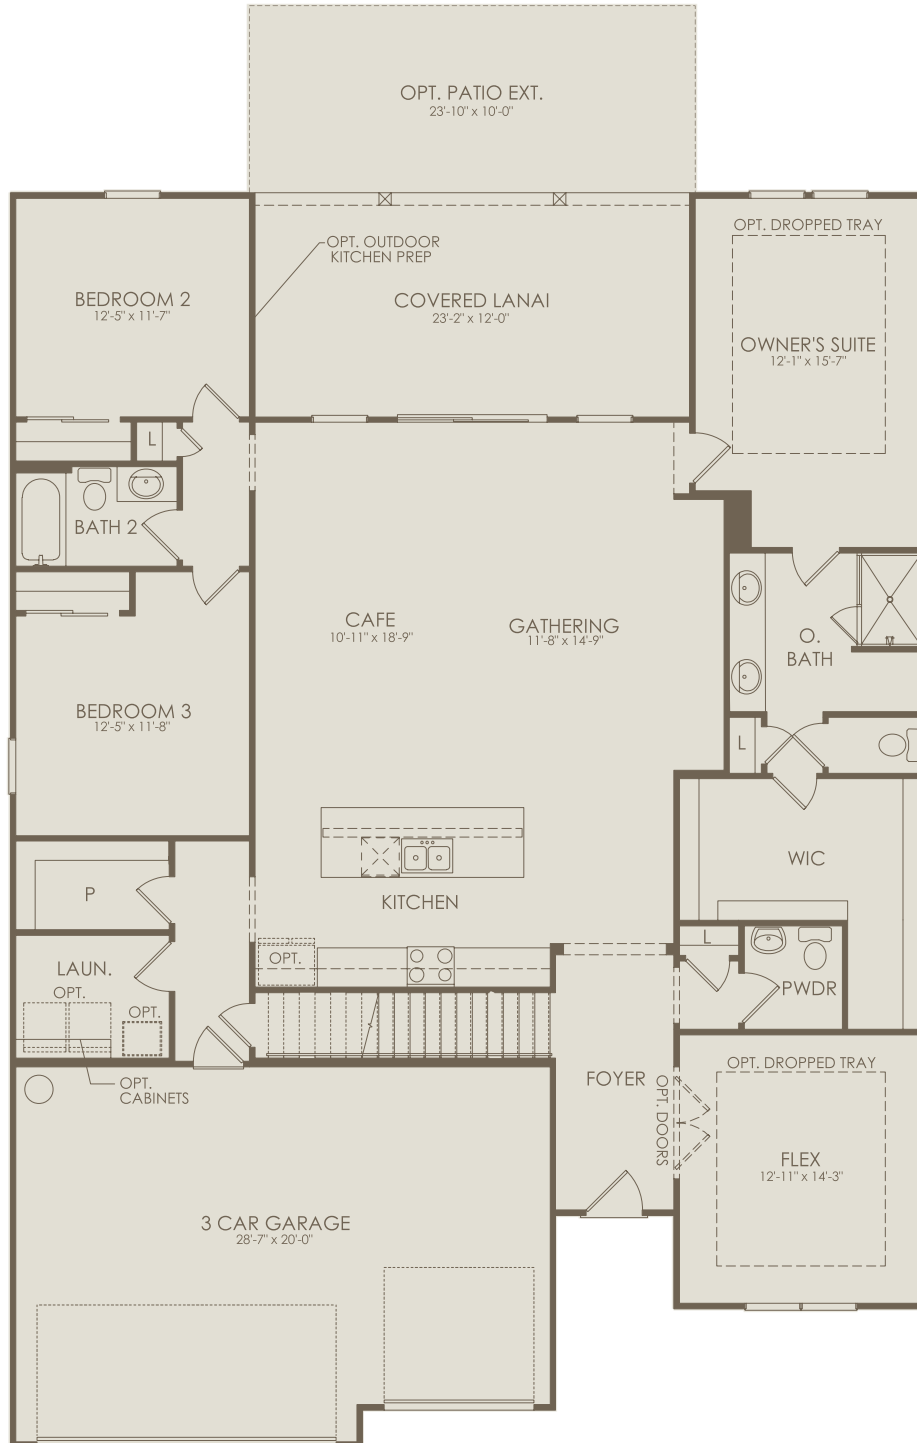 OPT. PATIO EXT.
23'-10" x 10'-0"
OPT. DROPPED TRAY
OPT. OUTDOOR
KITCHEN PREP
BEDROOM 2
12'-5" x 11'-7"
COVERED LANAI
23'-2" x 12'-0"
OWNER'S SUITE
12'-1" x 15'-7"
L
BATH 2
CAFE
10'-11" x 18'-9"
GATHERING
11'-8" x 14'-9"
O.
BATH
BEDROOM 3
12'-5" x 11'-8"
L
WIC
P
KITCHEN
L
OPT.
LAUN.
OPT.
OPT.
PWDR
OPT.
CABINETS
FOYER
OPT. DOORS
OPT. DROPPED TRAY
FLEX
12'-11" x 14'-3"
3 CAR GARAGE
28'-7" x 20'-0"